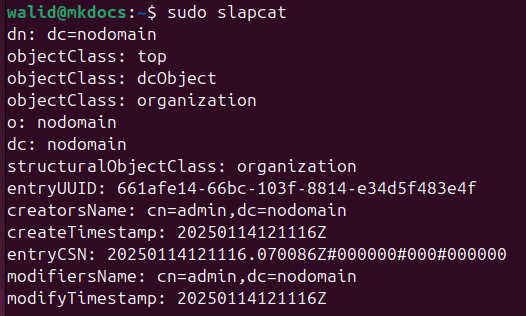 walid@mkdocs:~$ sudo slapcat
dn: dc=nodomain
objectClass: top
objectClass: dcObject
objectClass: organization
o: nodomain
dc: nodomain
structuralObjectClass: organization
entryUUID: 661afe14-66bc-103f-8814-e34d5f483e4f
creatorsName: cn=admin,dc=nodomain
createTimestamp: 20250114121116Z
entryCSN: 20250114121116.070086Z#000000#000#000000
modifiersName: cn=admin,dc=nodomain
modifyTimestamp: 20250114121116Z